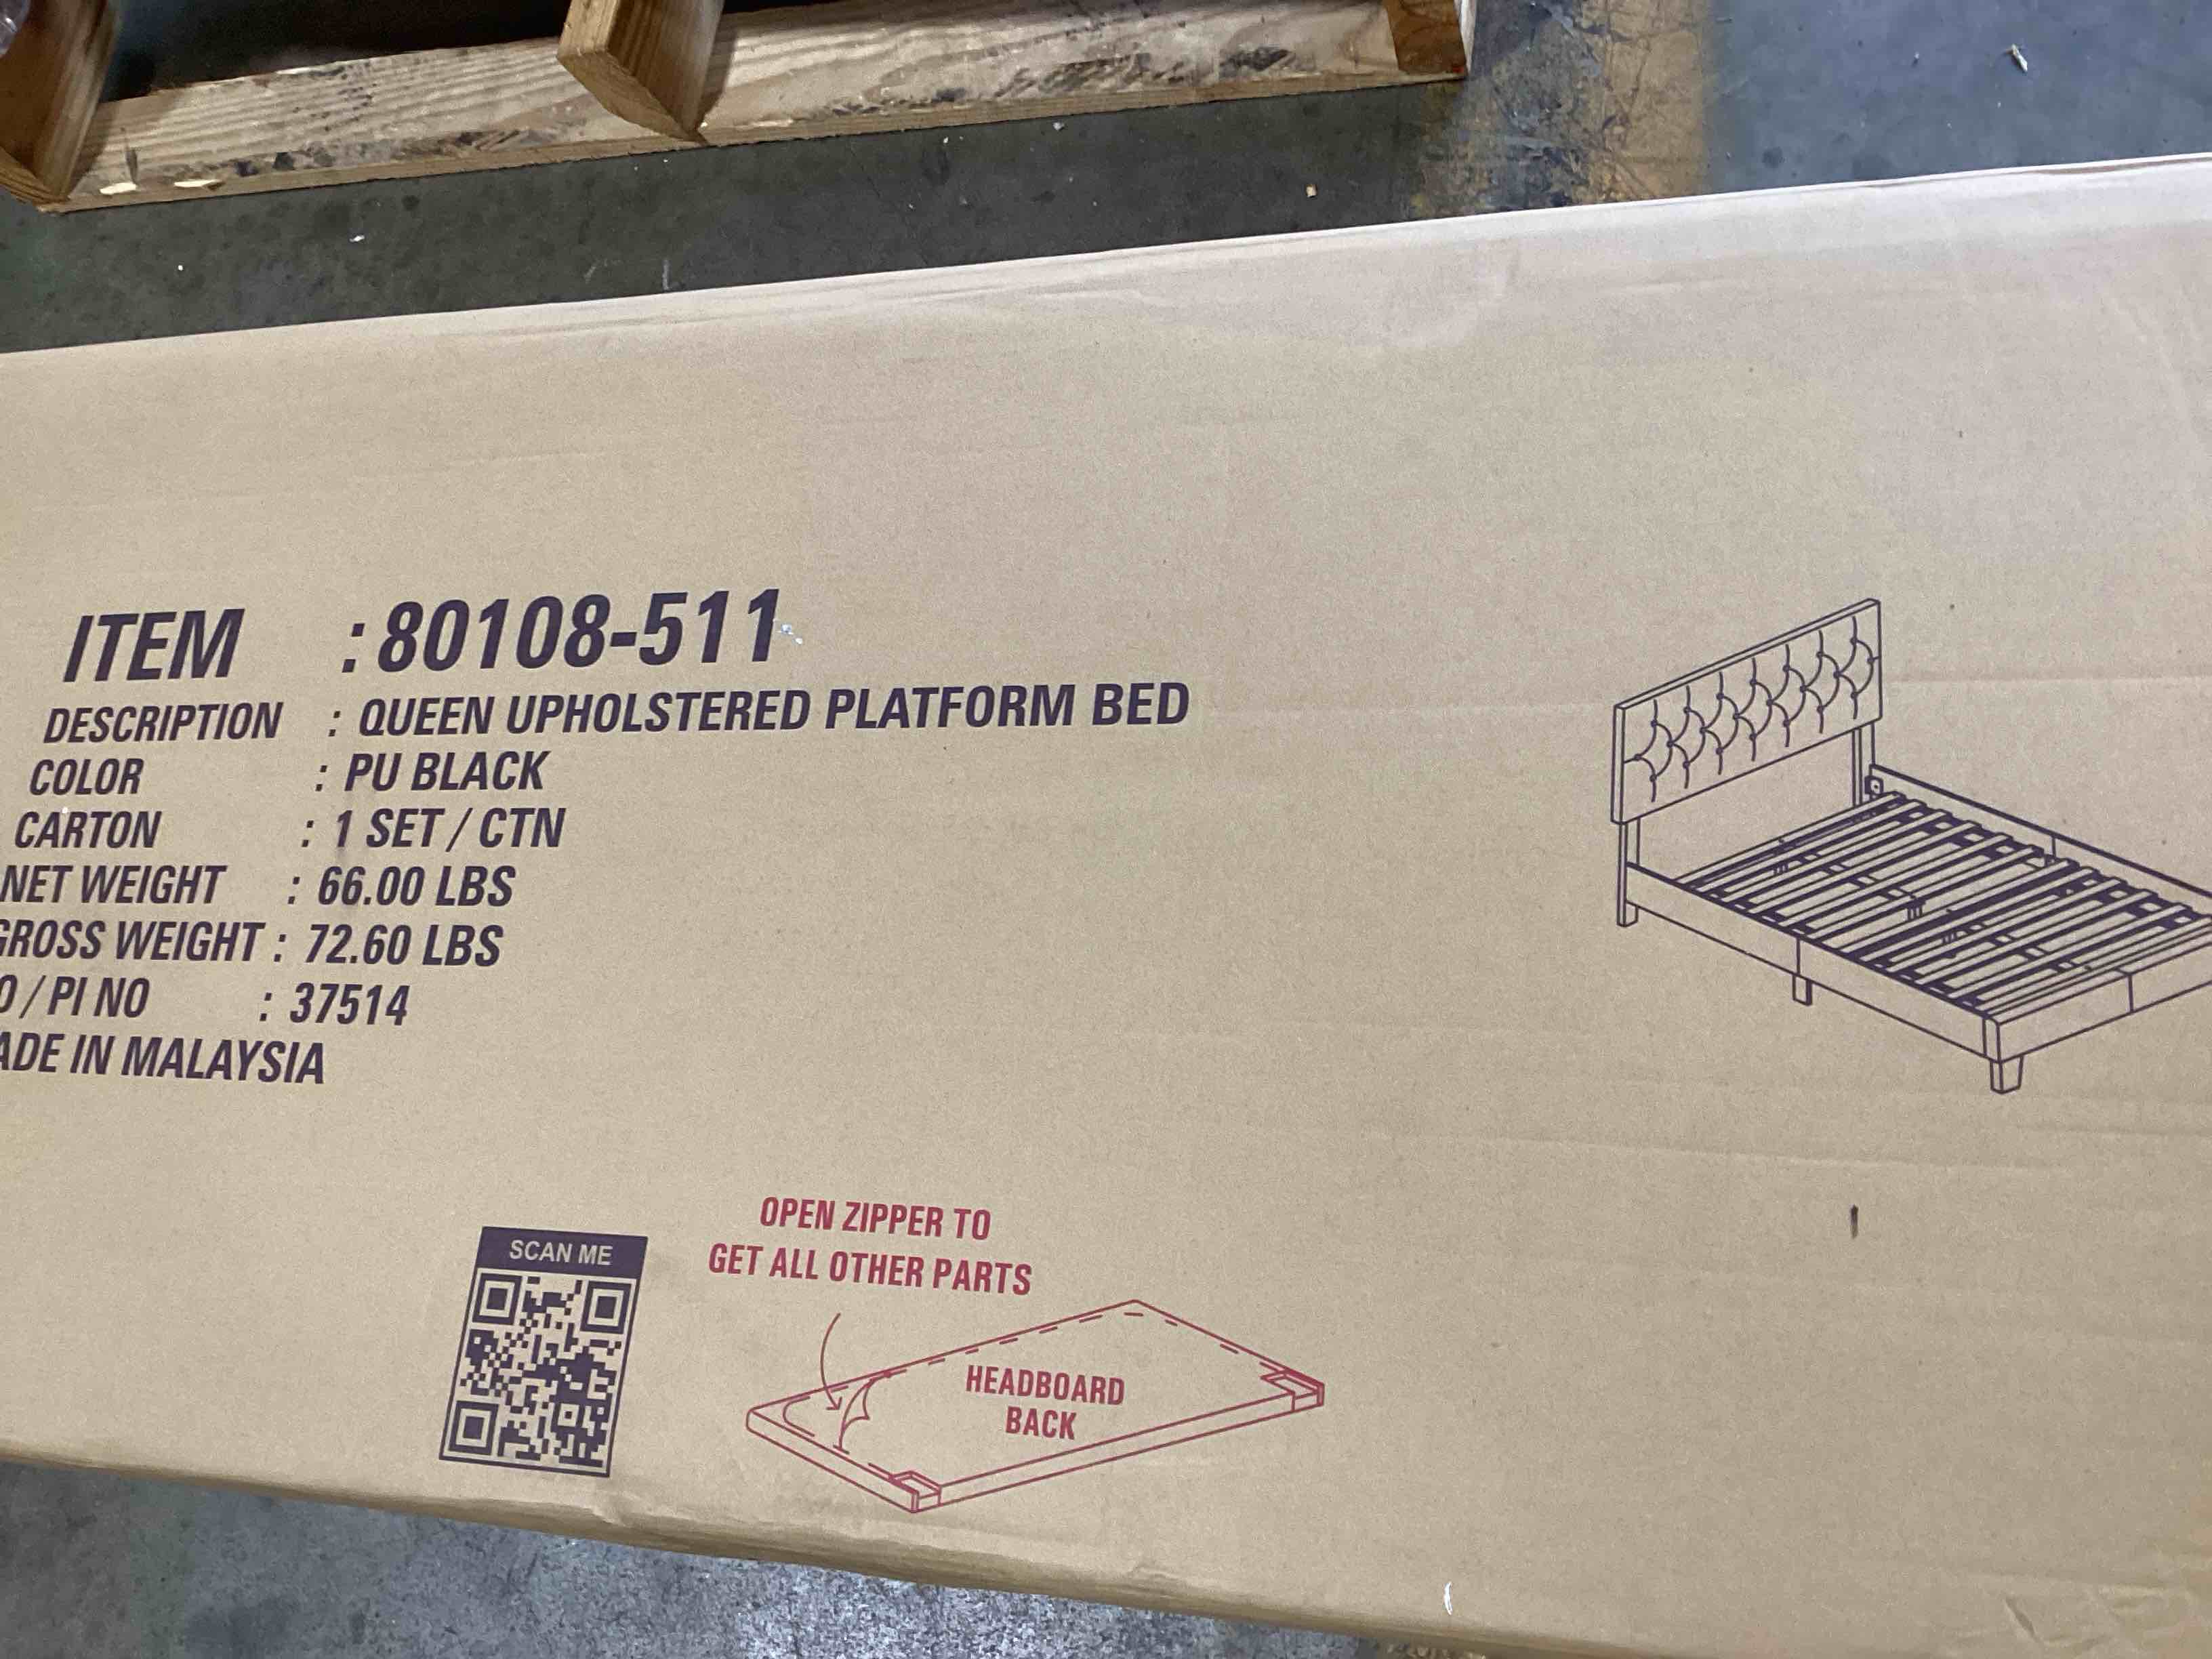 ITEM : 80108-511
DESCRIPTION : QUEEN UPHOLSTERED PLATFORM BED
COLOR : PU BLACK
CARTON : 1 SET / CTN
NET WEIGHT : 66.00 LBS
GROSS WEIGHT : 72.60 LBS
O / PI NO : 37514
ADE IN MALAYSIA
SCAN ME
OPEN ZIPPER TO
GET ALL OTHER PARTS
HEADBOARD
BACK